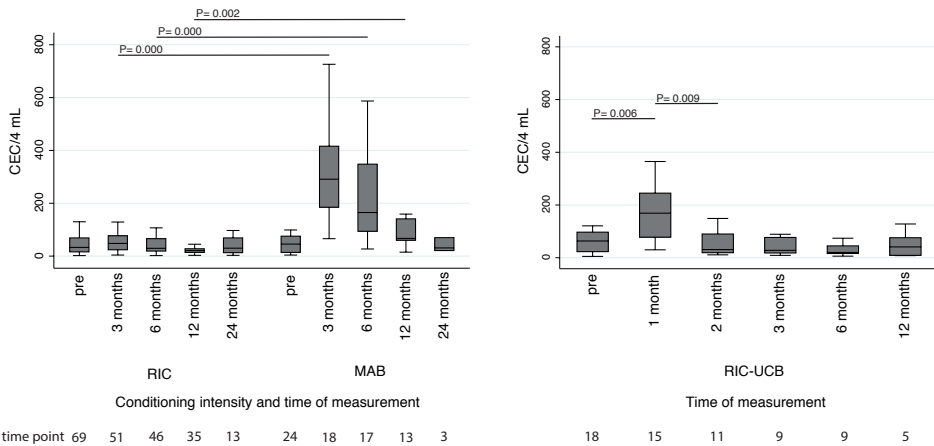 P= 0.002
P= 0.000
P= 0.000
CEC/4 mL
800
600
400
200
0
pre
3 months
6 months
12 months
24 months
pre
3 months
6 months
12 months
24 months
RIC
MAB
Conditioning intensity and time of measurement
P= 0.009
P= 0.006
CEC/4 mL
800
600
400
200
0
pre
1 month
2 months
3 months
6 months
12 months
RIC-UCB
Time of measurement
time point 69 51 46 35 13 24 18 17 13 3 18 15 11 9 9 5